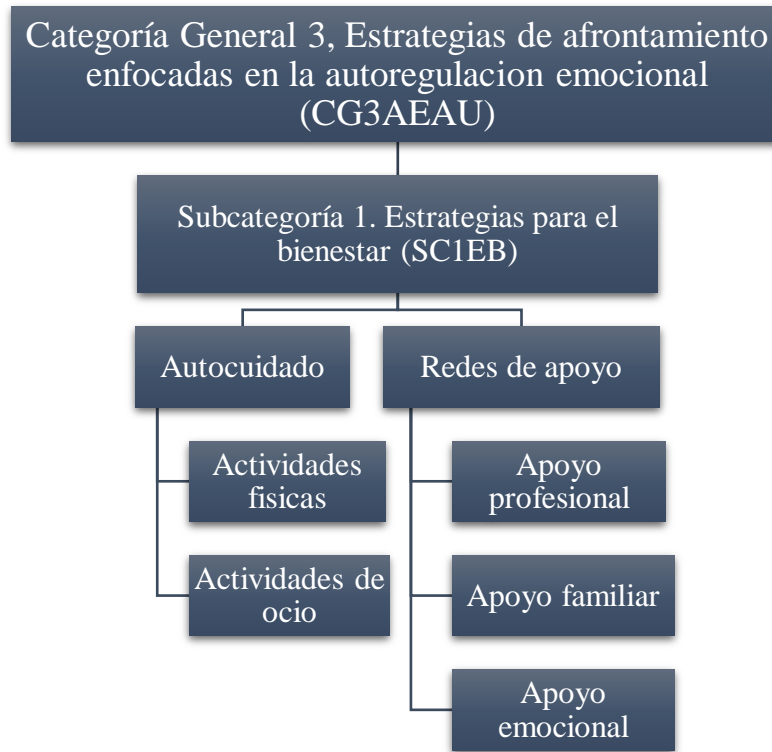 Categoría General 3, Estrategias de afrontamiento
enfocadas en la autoregulacion emocional
(CG3AEAU)
Subcategoría 1. Estrategias para el
bienestar (SC1EB)
Autocuidado
Actividades
fisicas
Actividades de
ocio
Redes de apoyo
Apoyo
profesional
Apoyo familiar
Apoyo
emocional